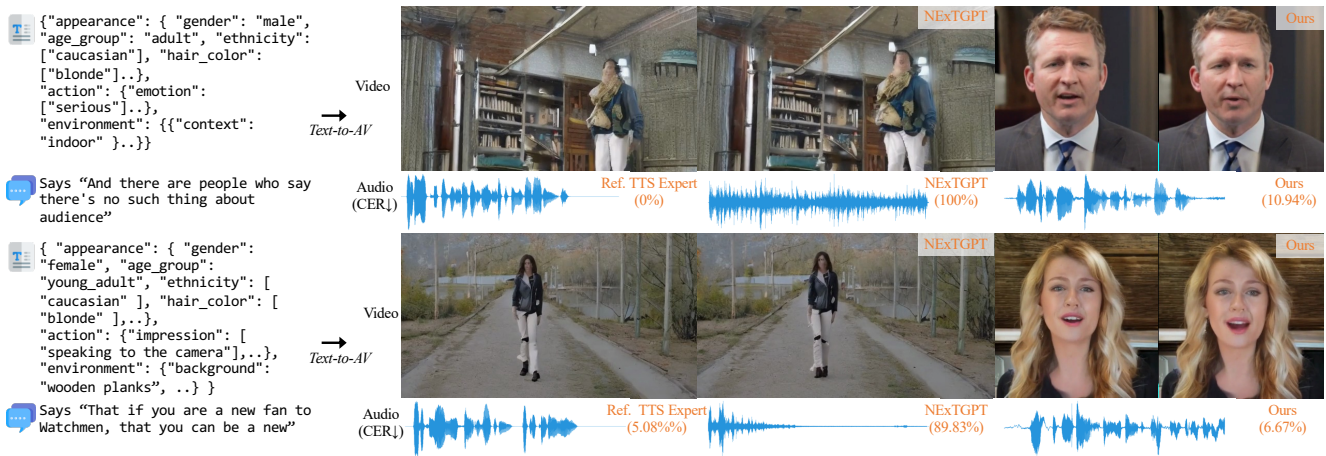 {"appearance": { "gender": "male",
"age_group": "adult", "ethnicity":
["caucasian"], "hair_color":
["blonde"]..},
"action": {"emotion":
["serious"]..},
"environment": {{"context":
"indoor" }..}}
Text-to-AV
Video
NExTGPT
Ours
Says “And there are people who say
there's no such thing about
audience”
Audio
(CER↓)
Ref. TTS Expert
(0%)
NExTGPT
(100%)
Ours
(10.94%)
{ "appearance": { "gender":
"female", "age_group":
"young_adult", "ethnicity": [
"caucasian" ], "hair_color": [
"blonde" ],..},
"action": {"impression": [
"speaking to the camera"],..},
"environment": {"background":
"wooden planks”, ..} }
Text-to-AV
Video
NExTGPT
Ours
Says “That if you are a new fan to
Watchmen, that you can be a new”
Audio
(CER↓)
Ref. TTS Expert
(5.08%%)
NExTGPT
(89.83%)
Ours
(6.67%)